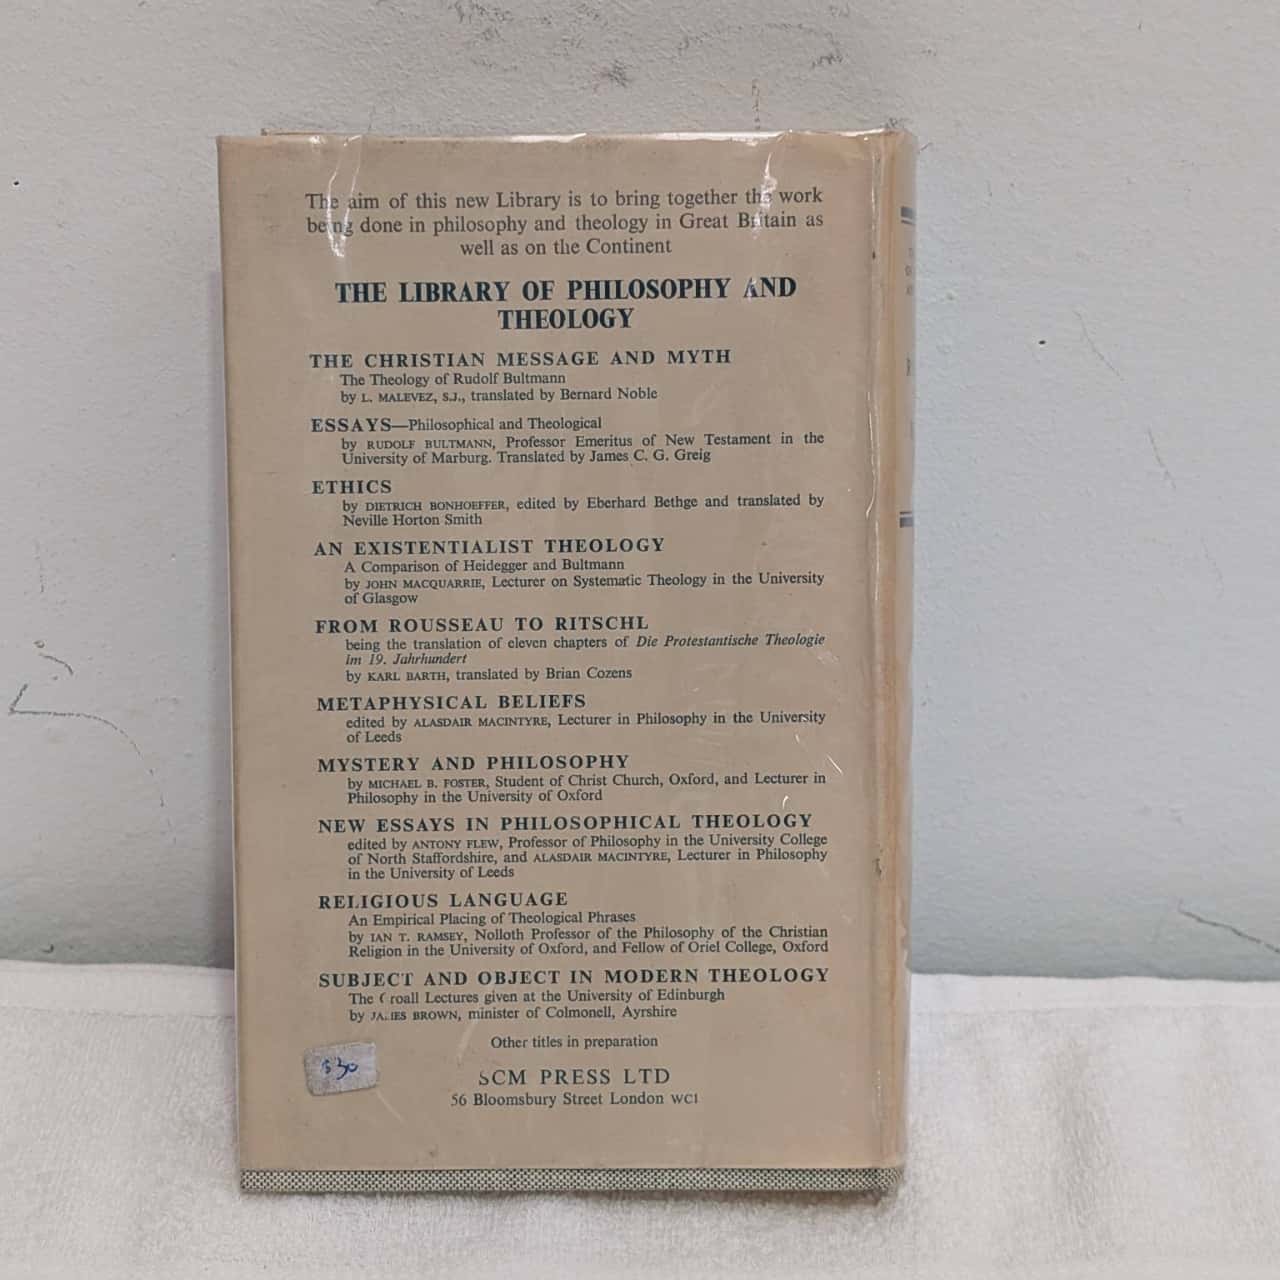 The aim of this new Library is to bring together the work
being done in philosophy and theology in Great Britain as
well as on the Continent
THE LIBRARY OF PHILOSOPHY AND
THEOLOGY
THE CHRISTIAN MESSAGE AND MYTH
The Theology of Rudolf Bultmann
by L. MALEVEZ, S.J., translated by Bernard Noble
ESSAYS—Philosophical and Theological
by RUDOLF BULTMANN, Professor Emeritus of New Testament in the
University of Marburg. Translated by James C. G. Greig
ETHICS
by DIETRICH BONHOEFFER, edited by Eberhard Bethge and translated by
Neville Horton Smith
AN EXISTENTIALIST THEOLOGY
A Comparison of Heidegger and Bultmann
by JOHN MACQUARRIE, Lecturer on Systematic Theology in the University
of Glasgow
FROM ROUSSEAU TO RITSCHL
being the translation of eleven chapters of Die Protestantische Theologie
im 19. Jahrhundert
by KARL BARTH, translated by Brian Cozens
METAPHYSICAL BELIEFS
edited by ALASDAIR MACINTYRE, Lecturer in Philosophy in the University
of Leeds
MYSTERY AND PHILOSOPHY
by MICHAEL B. FOSTER, Student of Christ Church, Oxford, and Lecturer in
Philosophy in the University of Oxford
NEW ESSAYS IN PHILOSOPHICAL THEOLOGY
edited by ANTONY FLEW, Professor of Philosophy in the University College
of North Staffordshire, and ALASDAIR MACINTYRE, Lecturer in Philosophy
in the University of Leeds
RELIGIOUS LANGUAGE
An Empirical Placing of Theological Phrases
by IAN T. RAMSEY, Nolloth Professor of the Philosophy of the Christian
Religion in the University of Oxford, and Fellow of Oriel College, Oxford
SUBJECT AND OBJECT IN MODERN THEOLOGY
The Croall Lectures given at the University of Edinburgh
by JAMES BROWN, minister of Colmonell, Ayrshire
Other titles in preparation
$30
SCM PRESS LTD
56 Bloomsbury Street London WC1